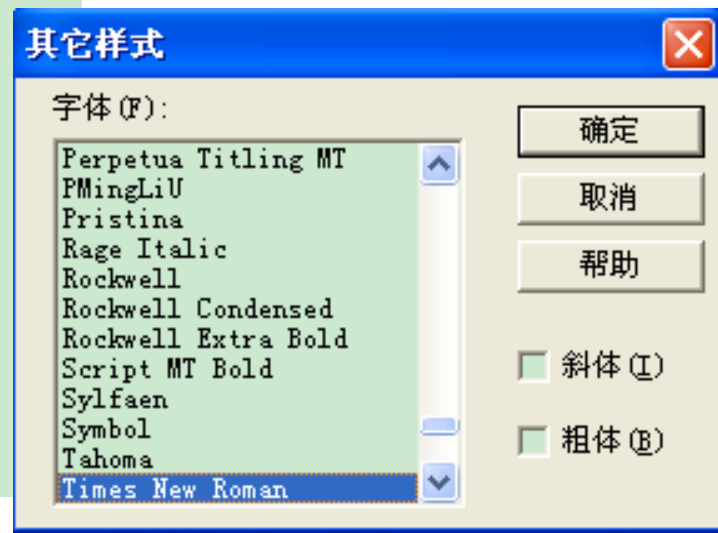 其它样式
字体(F):
Perpetua Titling MT
PMingLiU
Pristina
Rage Italic
Rockwell
Rockwell Condensed
Rockwell Extra Bold
Script MT Bold
Sylfaen
Symbol
Tahoma
Times New Roman
确定
取消
帮助
斜体(I)
粗体(B)